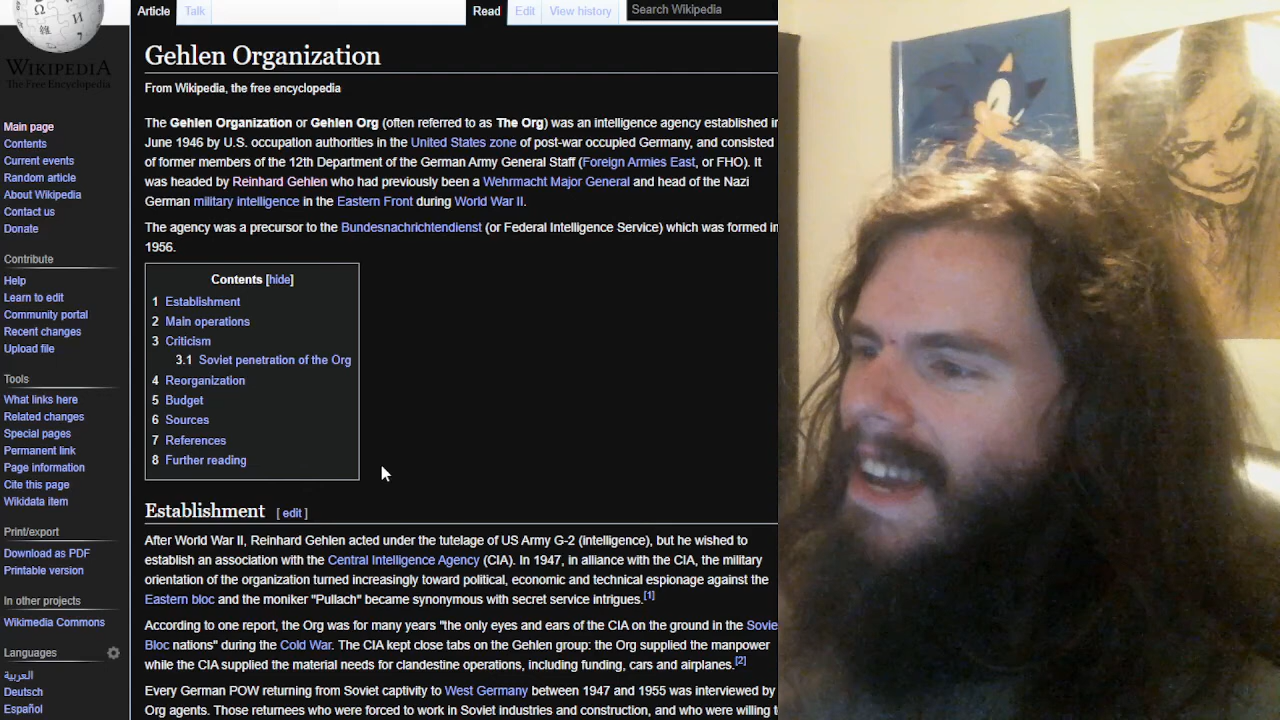 Article
Talk
Read
Edit
View history
Search Wikipedia
WIKIPEDIA
The Free Encyclopedia
Main page
Contents
Current events
Random article
About Wikipedia
Contact us
Donate
Contribute
Help
Learn to edit
Community portal
Recent changes
Upload file
Tools
What links here
Related changes
Special pages
Permanent link
Page information
Cite this page
Wikidata item
Print/export
Download as PDF
Printable version
In other projects
Wikimedia Commons
Languages
العربية
Deutsch
Español
Gehlen Organization
From Wikipedia, the free encyclopedia
The Gehlen Organization or Gehlen Org (often referred to as The Org) was an intelligence agency established in
June 1946 by U.S. occupation authorities in the United States zone of post-war occupied Germany, and consisted
of former members of the 12th Department of the German Army General Staff (Foreign Armies East, or FHO). It
was headed by Reinhard Gehlen who had previously been a Wehrmacht Major General and head of the Nazi
German military intelligence in the Eastern Front during World War II.
The agency was a precursor to the Bundesnachrichtendienst (or Federal Intelligence Service) which was formed in
1956.
Contents [hide]
1 Establishment
2 Main operations
3 Criticism
3.1 Soviet penetration of the Org
4 Reorganization
5 Budget
6 Sources
7 References
8 Further reading
Establishment [ edit ]
After World War II, Reinhard Gehlen acted under the tutelage of US Army G-2 (intelligence), but he wished to
establish an association with the Central Intelligence Agency (CIA). In 1947, in alliance with the CIA, the military
orientation of the organization turned increasingly toward political, economic and technical espionage against the
Eastern bloc and the moniker "Pullach" became synonymous with secret service intrigues.[1]
According to one report, the Org was for many years "the only eyes and ears of the CIA on the ground in the Sovie
Bloc nations" during the Cold War. The CIA kept close tabs on the Gehlen group: the Org supplied the manpower
while the CIA supplied the material needs for clandestine operations, including funding, cars and airplanes.[2]
Every German POW returning from Soviet captivity to West Germany between 1947 and 1955 was interviewed by
Org agents. Those returnees who were forced to work in Soviet industries and construction, and who were willing t